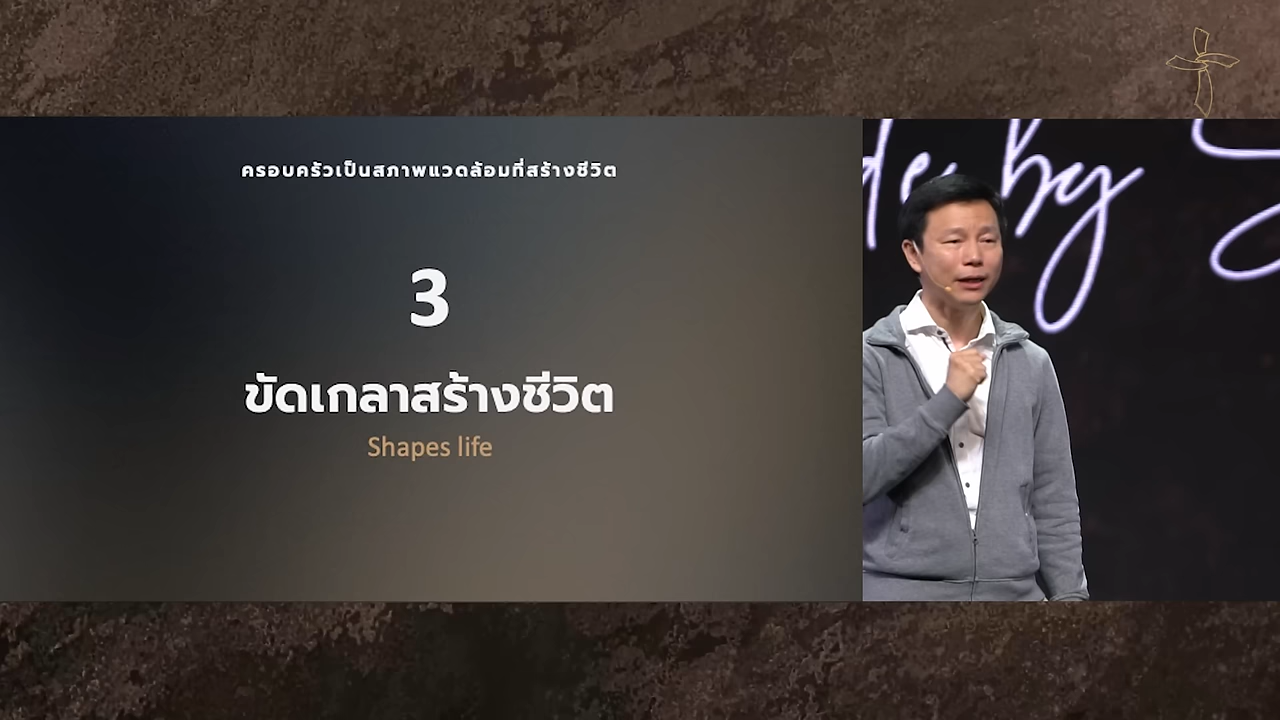 ครอบครัวเป็นสภาพแวดล้อมที่สร้างชีวิต
3
ขัดเกลาสร้างชีวิต
Shapes life
by